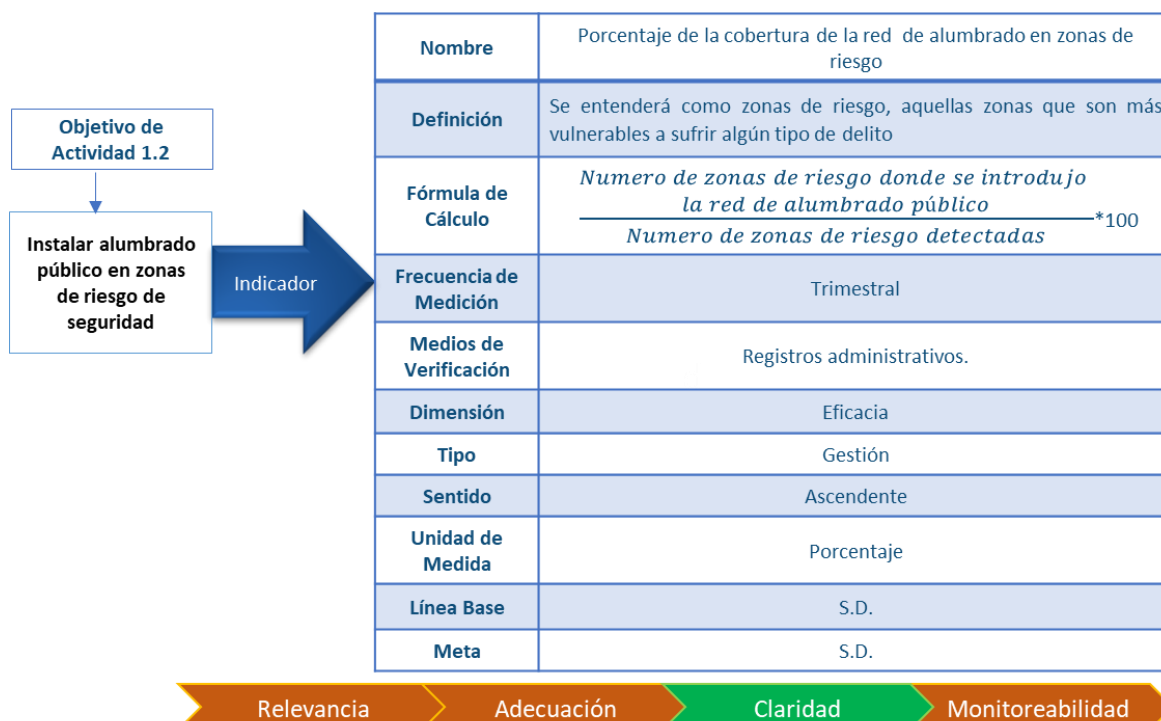 Objetivo de
Actividad 1.2
Instalar alumbrado
público en zonas
de riesgo de
seguridad
Indicador
Nombre
Porcentaje de la cobertura de la red de alumbrado en zonas de
riesgo
Definición
Se entenderá como zonas de riesgo, aquellas zonas que son más
vulnerables a sufrir algún tipo de delito
Fórmula de
Cálculo
Numero de zonas de riesgo donde se introdujo
la red de alumbrado público
Numero de zonas de riesgo detectadas
*100
Frecuencia de
Medición
Trimestral
Medios de
Verificación
Registros administrativos.
Dimensión
Eficacia
Tipo
Gestión
Sentido
Ascendente
Unidad de
Medida
Porcentaje
Línea Base
S.D.
Meta
S.D.
Relevancia
Adecuación
Claridad
Monitoreabilidad